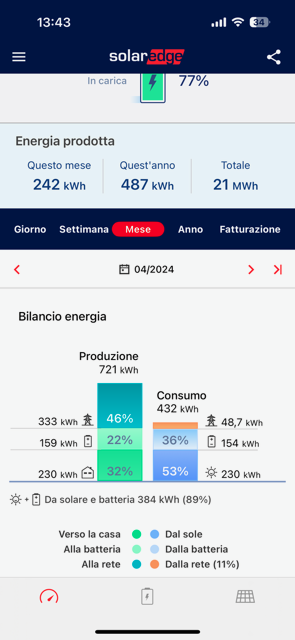 13:43
34
solaredge
In carica
77%
Energia prodotta
Questo mese
Quest'anno
Totale
242 kWh
487 kWh
21 MWh
Giorno
Settimana
Mese
Anno
Fatturazione
04/2024
Bilancio energia
Produzione
721 kWh
Consumo
432 kWh
333 kWh
46%
48,7 kWh
159 kWh
22%
36%
154 kWh
230 kWh
32%
53%
230 kWh
+ Da solare e batteria 384 kWh (89%)
Verso la casa
Dal sole
Alla batteria
Dalla batteria
Alla rete
Dalla rete (11%)